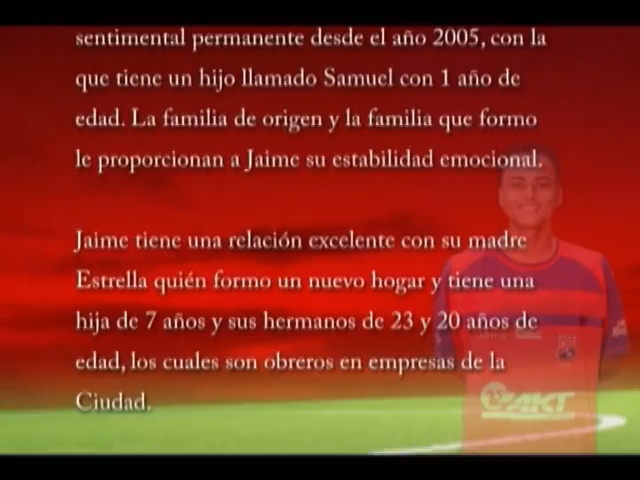 sentimental permanente desde el año 2005, con la
que tiene un hijo llamado Samuel con 1 año de
edad. La familia de origen y la familia que formo
le proporcionan a Jaime su estabilidad emocional.
Jaime tiene una relación excelente con su madre
Estrella quién formo un nuevo hogar y tiene una
hija de 7 años y sus hermanos de 23 y 20 años de
edad, los cuales son obreros en empresas de la
Ciudad.
AKT